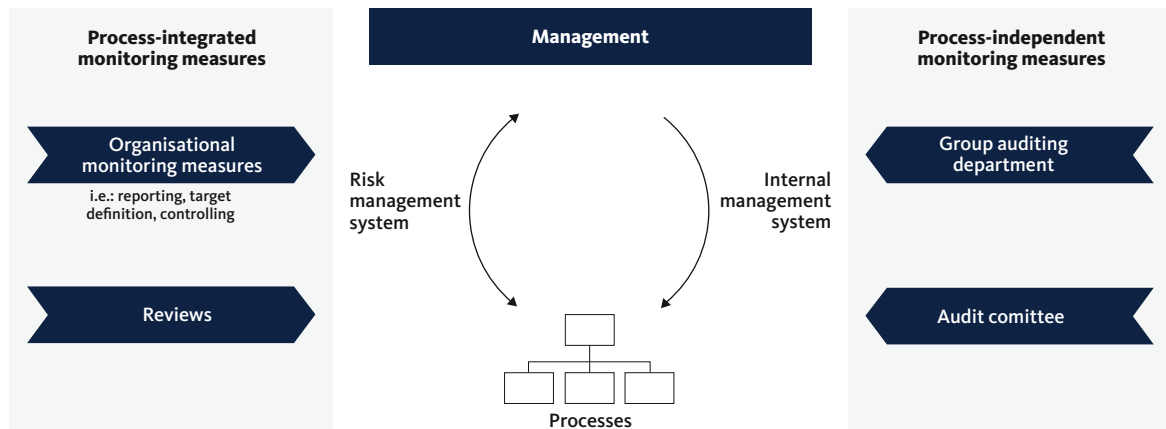 Process-integrated
monitoring measures
Organisational
monitoring measures
i.e.: reporting, target
definition, controlling
Reviews
Management
Risk
management
system
Internal
management
system
Processes
Process-independent
monitoring measures
Group auditing
department
Audit comittee